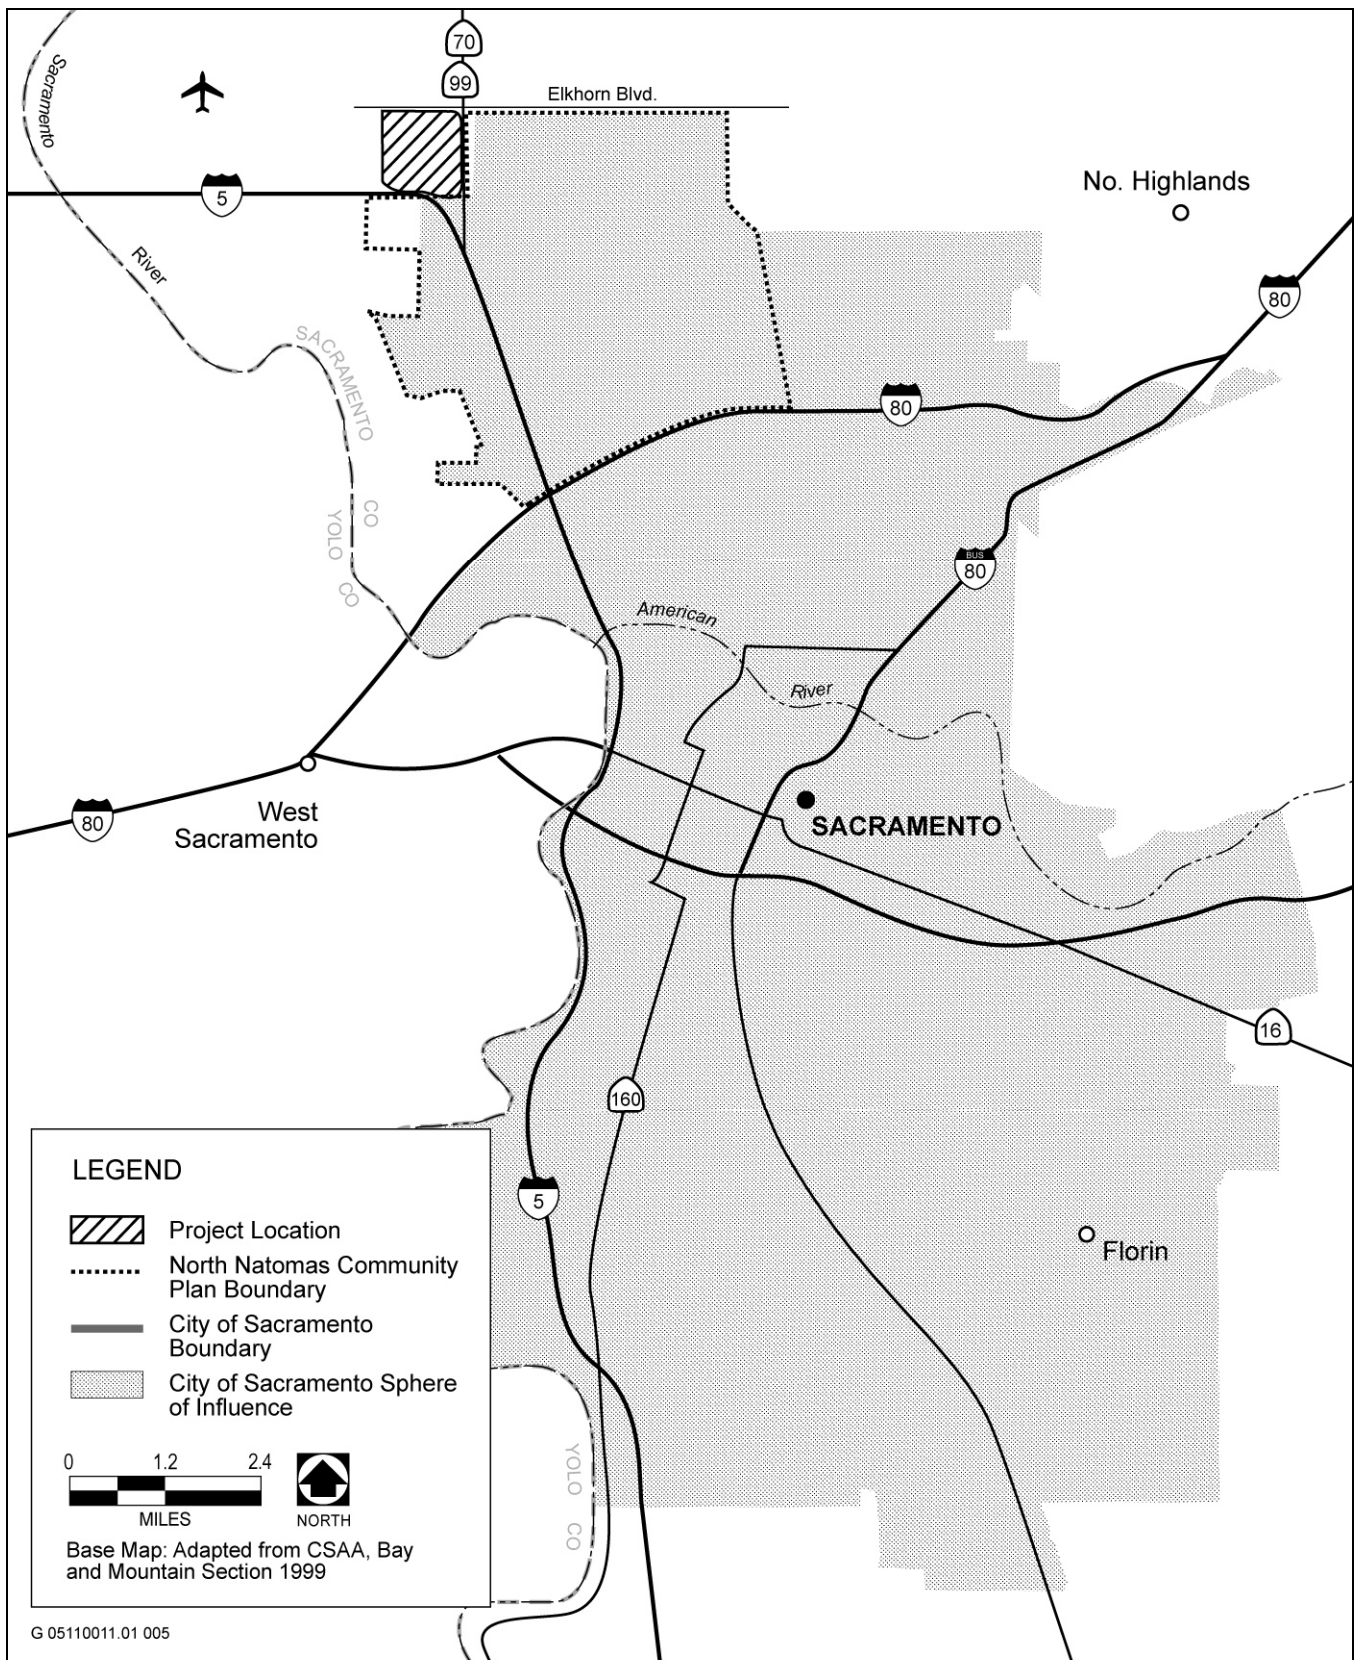 70
99
Elkhorn Blvd.
Sacramento
5
No. Highlands
River
80
SACRAMENTO
80
CO
YOLO
CO
BUS
80
American
River
West
Sacramento
80
SACRAMENTO
16
160
5
Florin
YOLO
CO
LEGEND
Project Location
North Natomas Community
Plan Boundary
City of Sacramento
Boundary
City of Sacramento Sphere
of Influence
0 1.2 2.4
MILES
NORTH
Base Map: Adapted from CSAA, Bay
and Mountain Section 1999
G 05110011.01 005